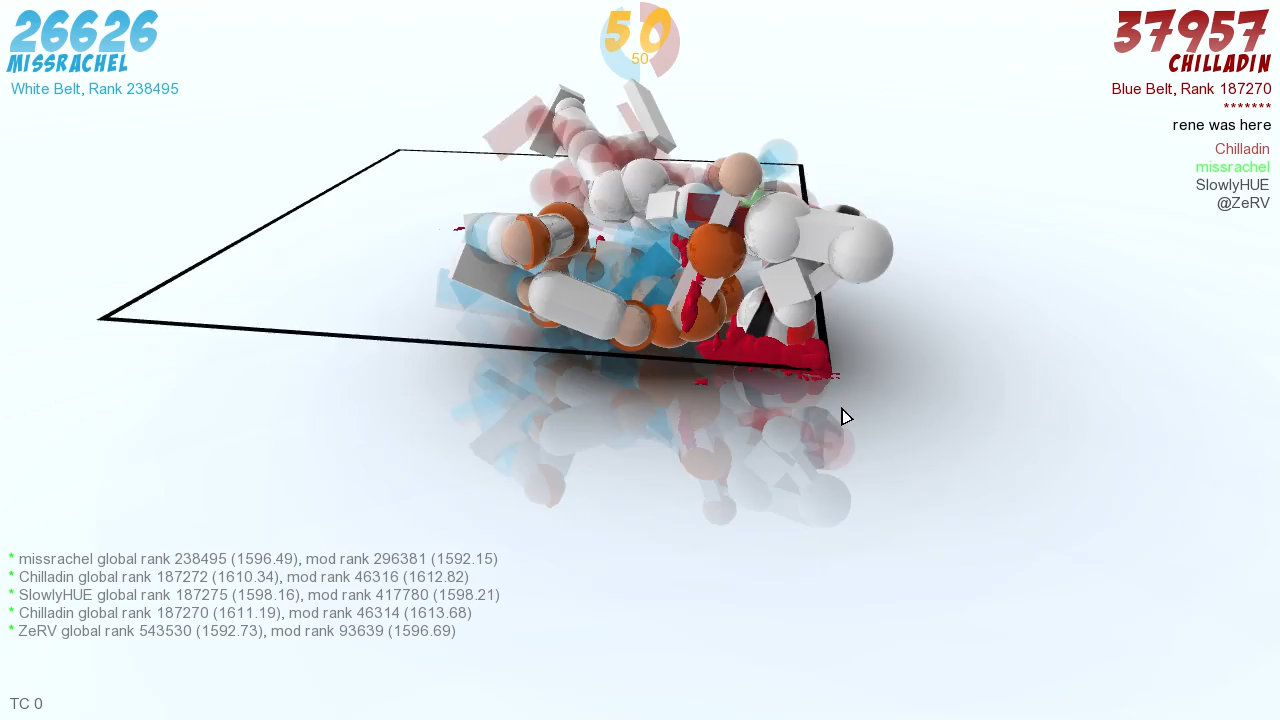 26626
MISSRACHEL
White Belt, Rank 238495
50
50
37957
CHILLADIN
Blue Belt, Rank 187270
*******
rene was here
Chilladin
missrachel
SlowlyHUE
@ZeRV
* missrachel global rank 238495 (1596.49), mod rank 296381 (1592.15)
* Chilladin global rank 187272 (1610.34), mod rank 46316 (1612.82)
* SlowlyHUE global rank 187275 (1598.16), mod rank 417780 (1598.21)
* Chilladin global rank 187270 (1611.19), mod rank 46314 (1613.68)
* ZeRV global rank 543530 (1592.73), mod rank 93639 (1596.69)
TC 0